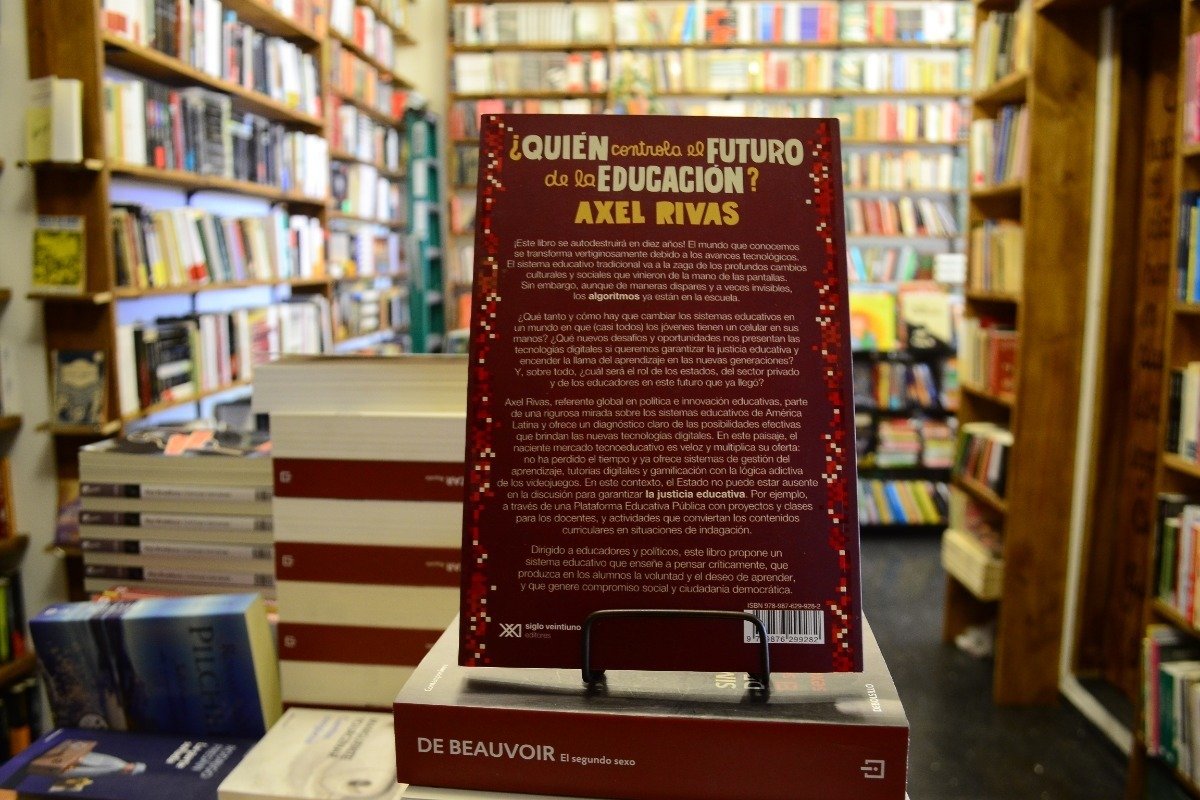 ¿QUIÉN controla el FUTURO
de la EDUCACIÓN?
AXEL RIVAS
¡Este libro se autodestruirá en diez años! El mundo que conocemos
se transforma vertiginosamente debido a los avances tecnológicos.
El sistema educativo tradicional va a la zaga de los profundos cambios
culturales y sociales que vinieron de la mano de las pantallas.
Sin embargo, aunque de maneras dispares y a veces invisibles,
los algoritmos ya están en la escuela.
¿Qué tanto y cómo hay que cambiar los sistemas educativos en
un mundo en que (casi todos) los jóvenes tienen un celular en sus
manos? ¿Qué nuevos desafíos y oportunidades nos presentan las
tecnologías digitales si queremos garantizar la justicia educativa y
encender la llama del aprendizaje en las nuevas generaciones?
Y, sobre todo, ¿cuál será el rol de los estados, del sector privado
y de los educadores en este futuro que ya llegó?
Axel Rivas, referente global en política e innovación educativas, parte
de una rigurosa mirada sobre los sistemas educativos de América
Latina y ofrece un diagnóstico claro de las posibilidades efectivas
que brindan las nuevas tecnologías digitales. En este paisaje, el
naciente mercado tecnoeducativo es veloz y multiplica su oferta:
no ha perdido el tiempo y ya ofrece sistemas de gestión del
aprendizaje, tutorías digitales y gamificación con la lógica adictiva
de los videojuegos. En este contexto, el Estado no puede estar ausente
en la discusión para garantizar la justicia educativa. Por ejemplo,
a través de una Plataforma Educativa Pública con proyectos y clases
para los docentes, y actividades que conviertan los contenidos
curriculares en situaciones de indagación.
Dirigido a educadores y políticos, este libro propone un
sistema educativo que enseñe a pensar críticamente, que
produzca en los alumnos la voluntad y el deseo de aprender,
y que genere compromiso social y ciudadanía democrática.
ISBN 978-987-629-928-2
siglo veintiuno
editores
9 789876 299282
DEBOLSILLO
DE BEAUVOIR El segundo sexo
PILCHER